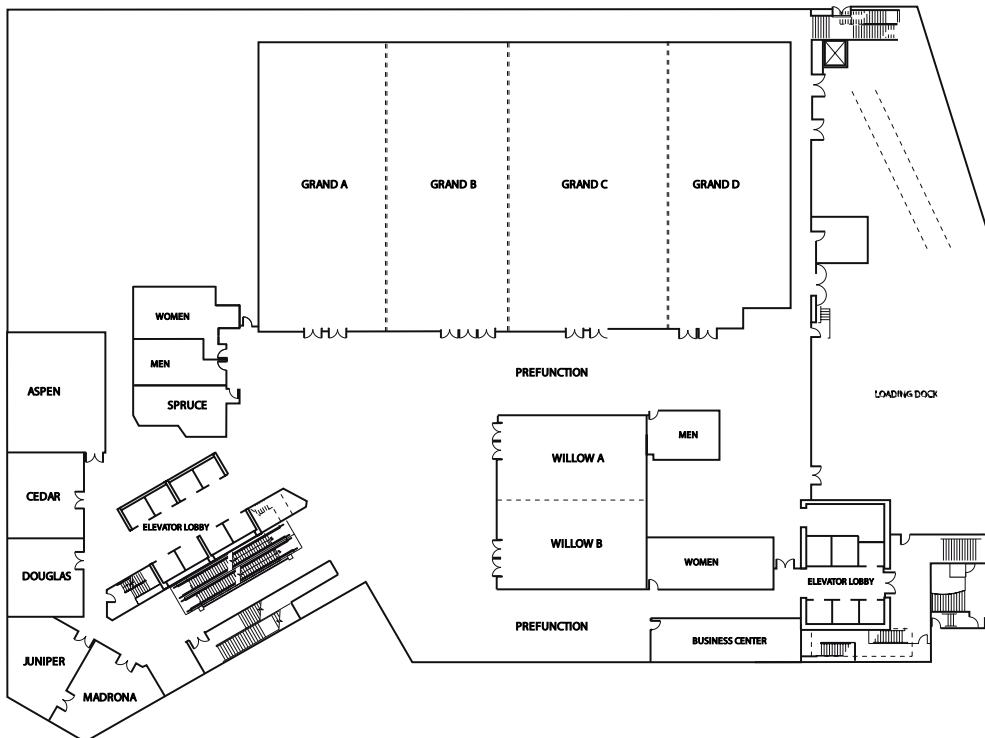 GRAND A
GRAND B
GRAND C
GRAND D
WOMEN
MEN
SPRUCE
ASPEN
PREFUNCTION
LOADING DOCK
WILLOW A
MEN
CEDAR
ELEVATOR LOBBY
WILLOW B
WOMEN
DOUGLAS
ELEVATOR LOBBY
PREFUNCTION
BUSINESS CENTER
JUNIPER
MADRONA